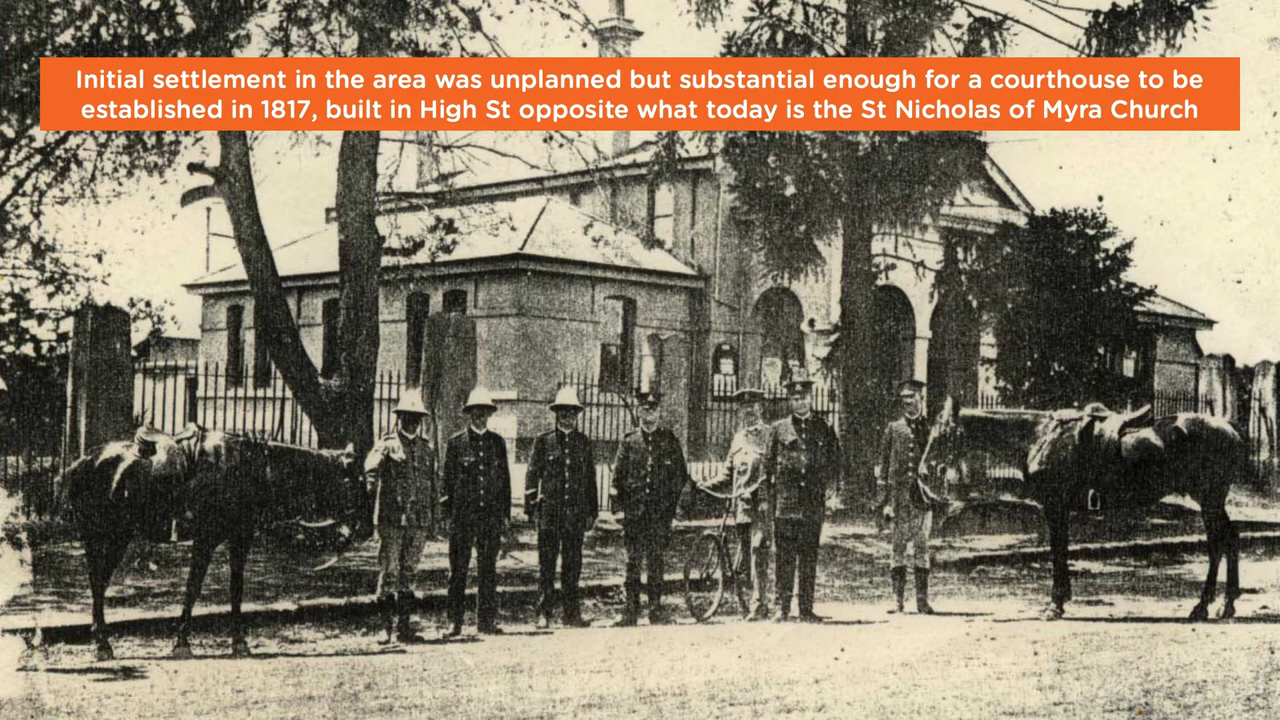 Initial settlement in the area was unplanned but substantial enough for a courthouse to be
established in 1817, built in High St opposite what today is the St Nicholas of Myra Church